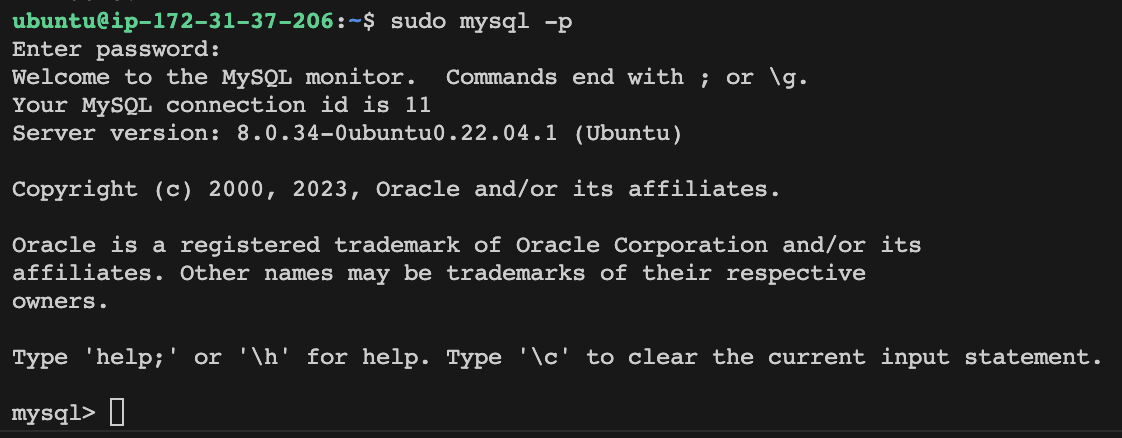 ubuntu@ip-172-31-37-206:~$ sudo mysql -p
Enter password:
Welcome to the MySQL monitor.  Commands end with ; or \g.
Your MySQL connection id is 11
Server version: 8.0.34-0ubuntu0.22.04.1 (Ubuntu)

Copyright (c) 2000, 2023, Oracle and/or its affiliates.

Oracle is a registered trademark of Oracle Corporation and/or its
affiliates. Other names may be trademarks of their respective
owners.

Type 'help;' or '\h' for help. Type '\c' to clear the current input statement.

mysql>